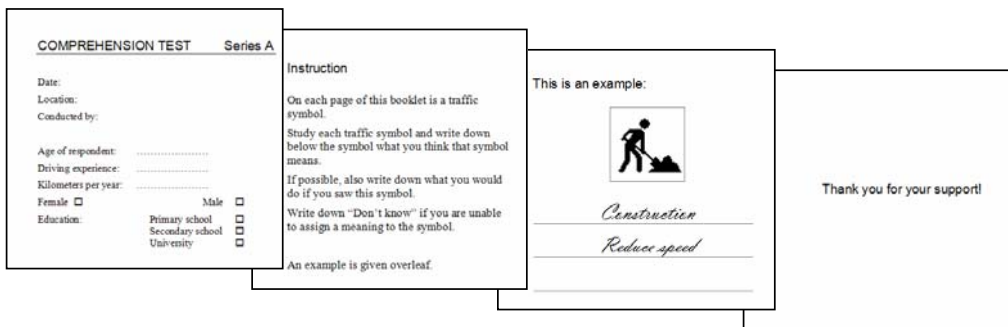 COMPREHENSION TEST Series A
Date:
Location:
Conducted by:
Age of respondent:
Driving experience:
Kilometers per year:
Female Male
Education: Primary school
Secondary school
University
Instruction
On each page of this booklet is a traffic
symbol.
Study each traffic symbol and write down
below the symbol what you think that symbol
means.
If possible, also write down what you would
do if you saw this symbol.
Write down “Don't know” if you are unable
to assign a meaning to the symbol.
An example is given overleaf.
This is an example:
Construction
Reduce speed
Thank you for your support!